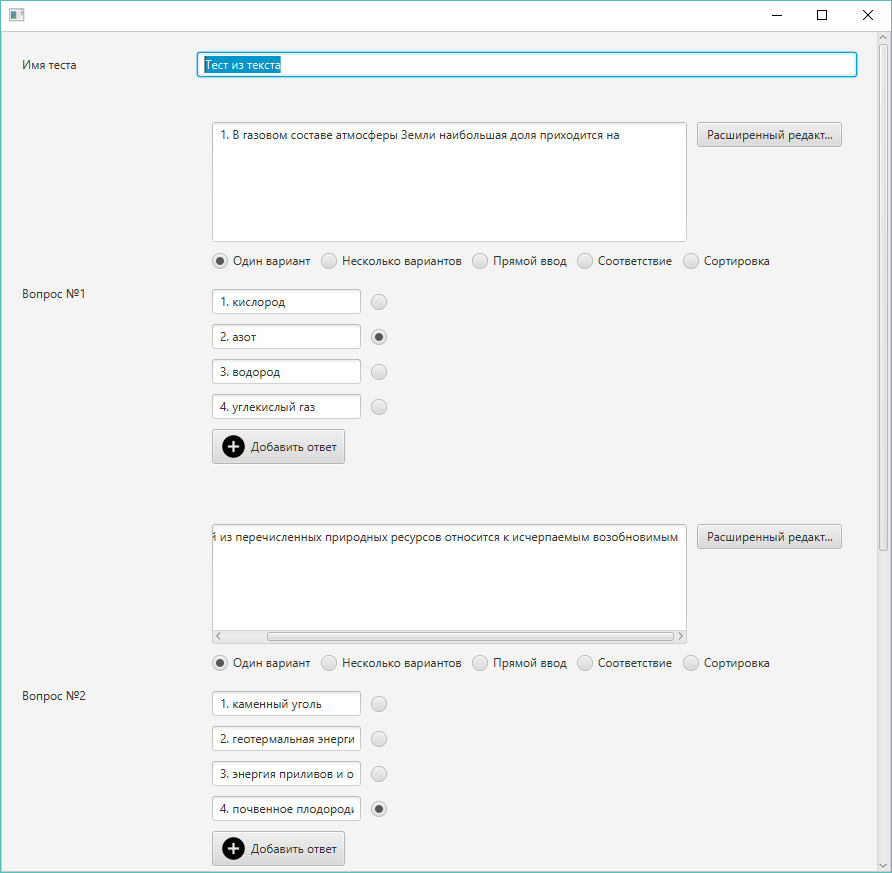 Имя теста
Тест из текста
1. В газовом составе атмосферы Земли наибольшая доля приходится на
Расширенный редакт...
Один вариант
Несколько вариантов
Прямой ввод
Соответствие
Сортировка
Вопрос №1
1. кислород
2. азот
3. водород
4. углекислый газ
Добавить ответ
й из перечисленных природных ресурсов относится к исчерпаемым возобновимым
Расширенный редакт...
Один вариант
Несколько вариантов
Прямой ввод
Соответствие
Сортировка
Вопрос №2
1. каменный уголь
2. геотермальная энерги
3. энергия приливов и о
4. почвенное плодороди
Добавить ответ